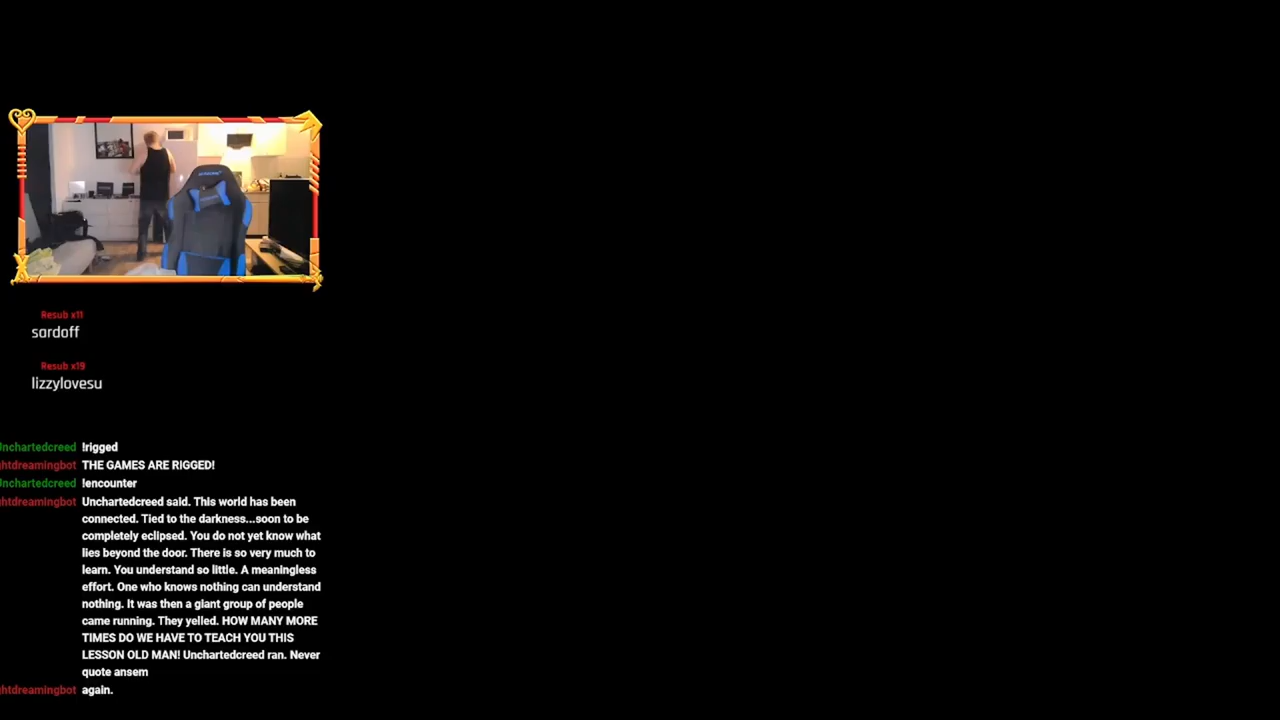 Resub x11
sardoff
Resub x19
lizzylovesu
Unchartedcreed !rigged
htdreamingbot THE GAMES ARE RIGGED!
Unchartedcreed !encounter
htdreamingbot Unchartedcreed said. This world has been
connected. Tied to the darkness...soon to be
completely eclipsed. You do not yet know what
lies beyond the door. There is so very much to
learn. You understand so little. A meaningless
effort. One who knows nothing can understand
nothing. It was then a giant group of people
came running. They yelled. HOW MANY MORE
TIMES DO WE HAVE TO TEACH YOU THIS
LESSON OLD MAN! Unchartedcreed ran. Never
quote ansem
ghtdreamingbot again.